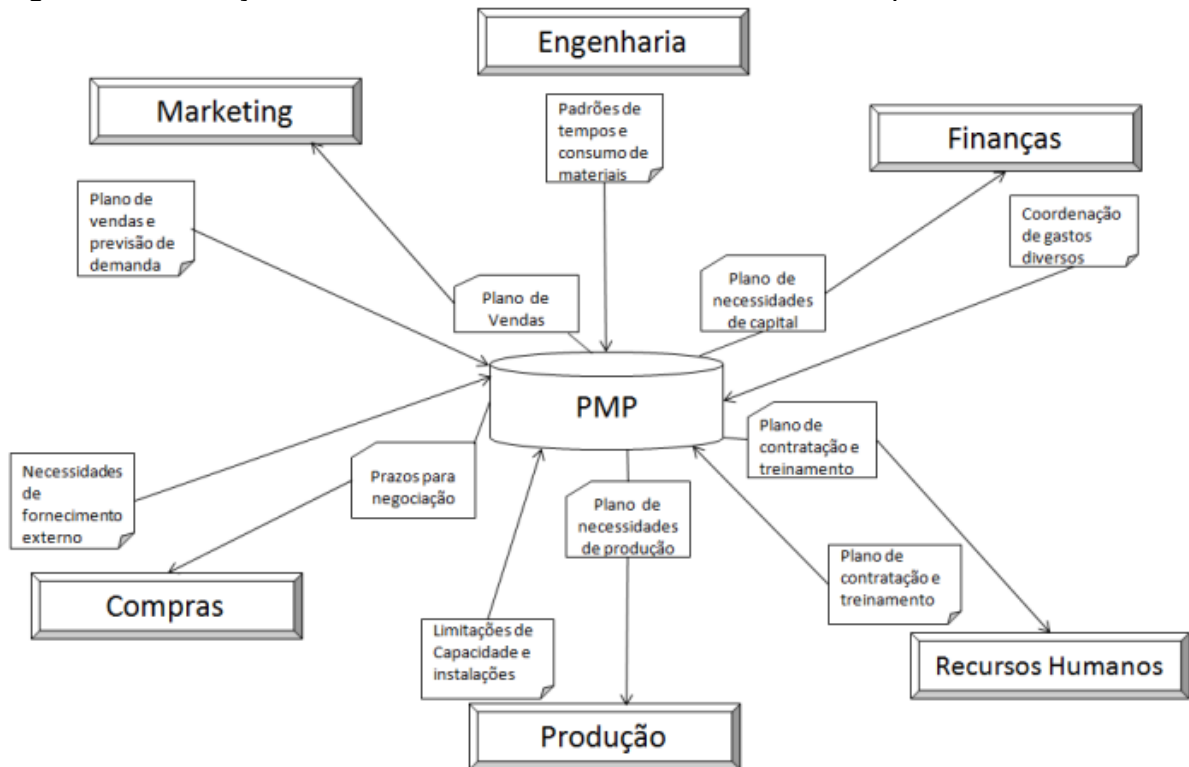 Engenharia
Marketing
Padrões de
tempos e
consumo de
materiais
Finanças
Plano de
vendas e
previsão de
demanda
Coordenação
de gastos
diversos
Plano de
Vendas
Plano de
necessidades
de capital
PMP
Plano de
contratação e
treinamento
Necessidades
de
fornecimento
externo
Prazos para
negociação
Plano de
necessidades
de produção
Plano de
contratação e
treinamento
Compras
Limitações de
Capacidade e
instalações
Recursos Humanos
Produção